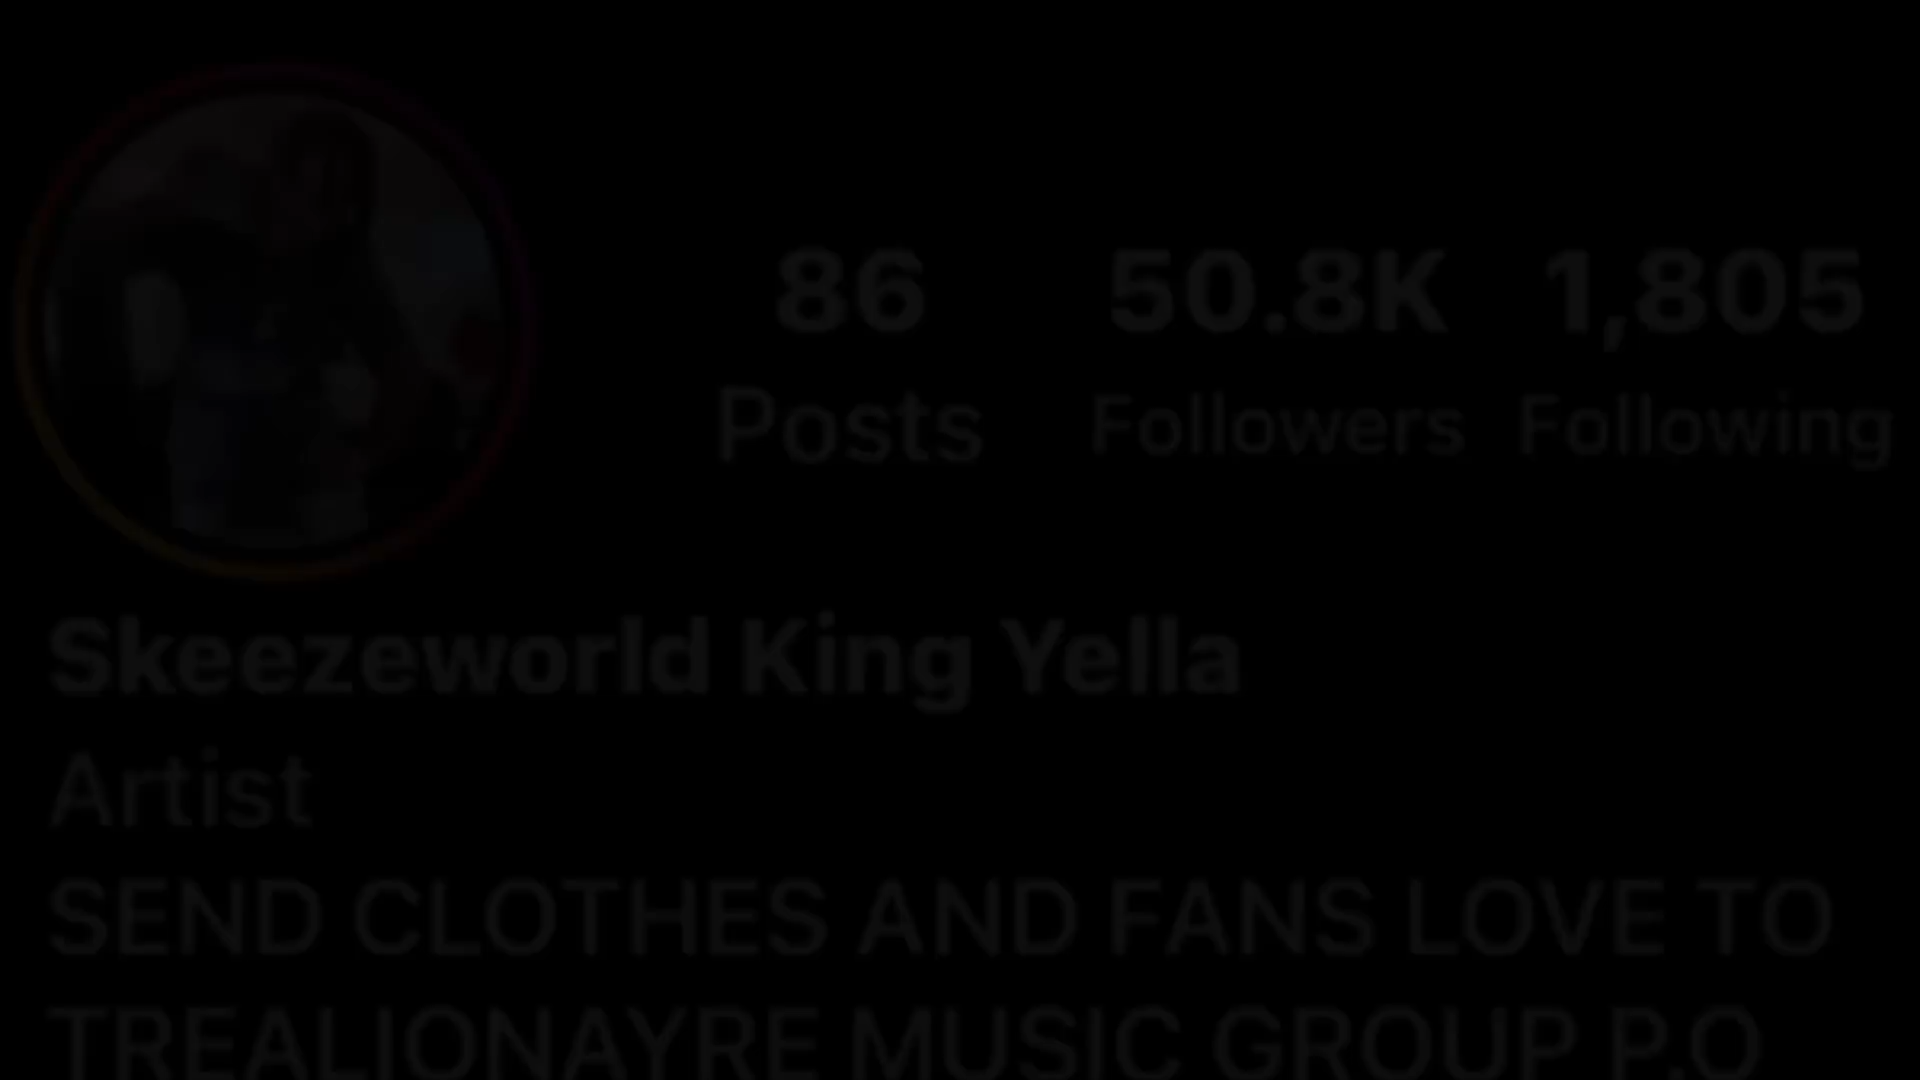 86 50.8K 1,805
Posts Followers Following
Skeezeworld King Yella
Artist
SEND CLOTHES AND FANS LOVE TO
TREALIONAYRE MUSIC GROUP P.O